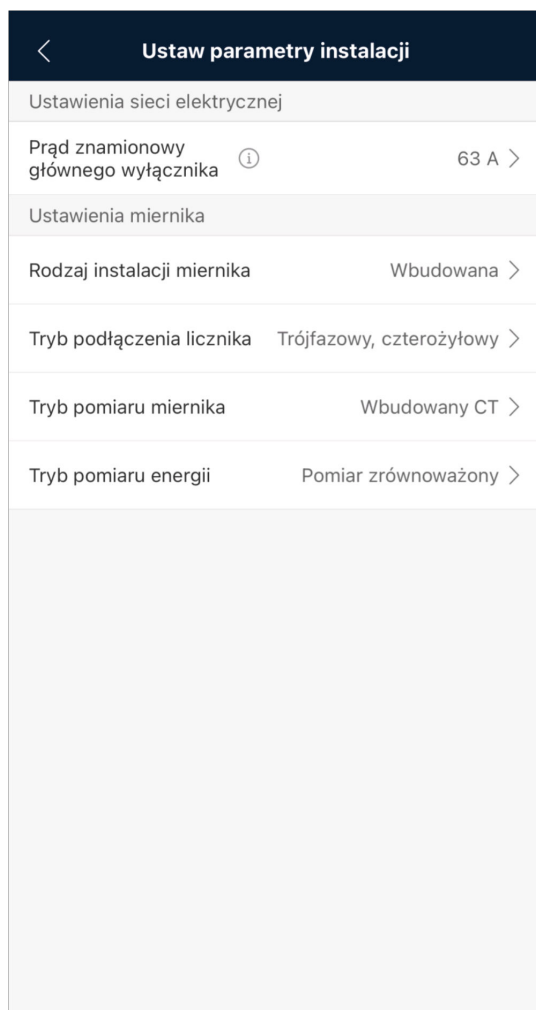 Ustaw parametry instalacji
Ustawienia sieci elektrycznej
Prąd znamionowy
głównego wyłącznika
63 A
Ustawienia miernika
Rodzaj instalacji miernika Wbudowana
Tryb podłączenia licznika Trójfazowy, czterożyłowy
Tryb pomiaru miernika Wbudowany CT
Tryb pomiaru energii Pomiar zrównoważony